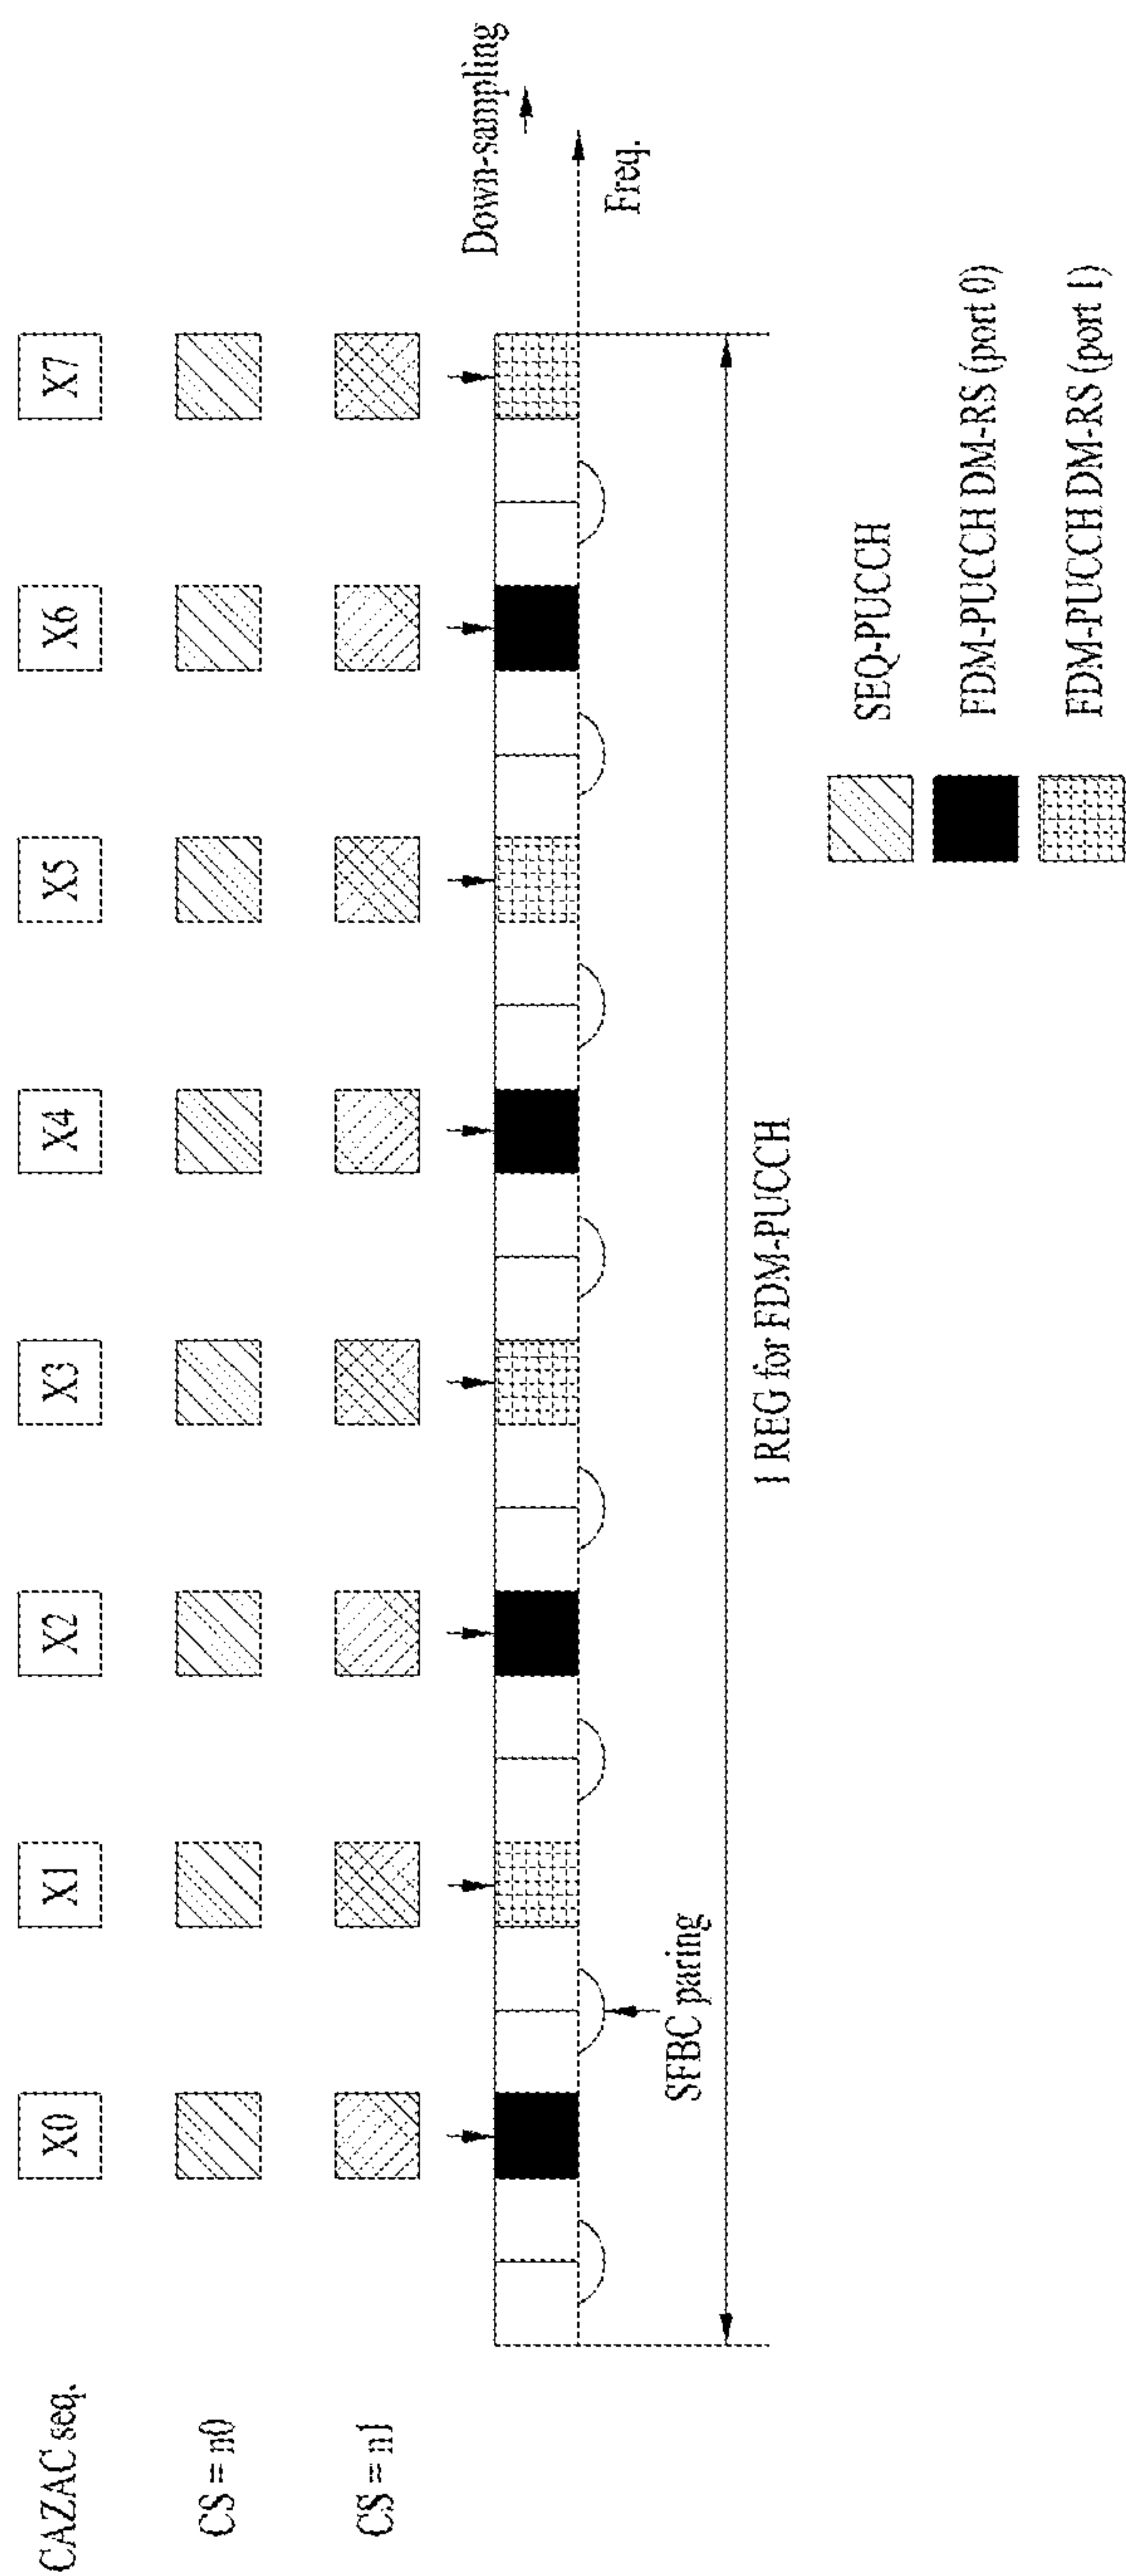 CAZAC seq.
X0 X1 X2 X3 X4 X5 X6 X7
CS = n0
CS = n1
Down-sampling
Freq.
SFBC paring
1 REG for FDM-PUCCH
SEQ-PUCCH
FDM-PUCCH DM-RS (port 0)
FDM-PUCCH DM-RS (port 1)